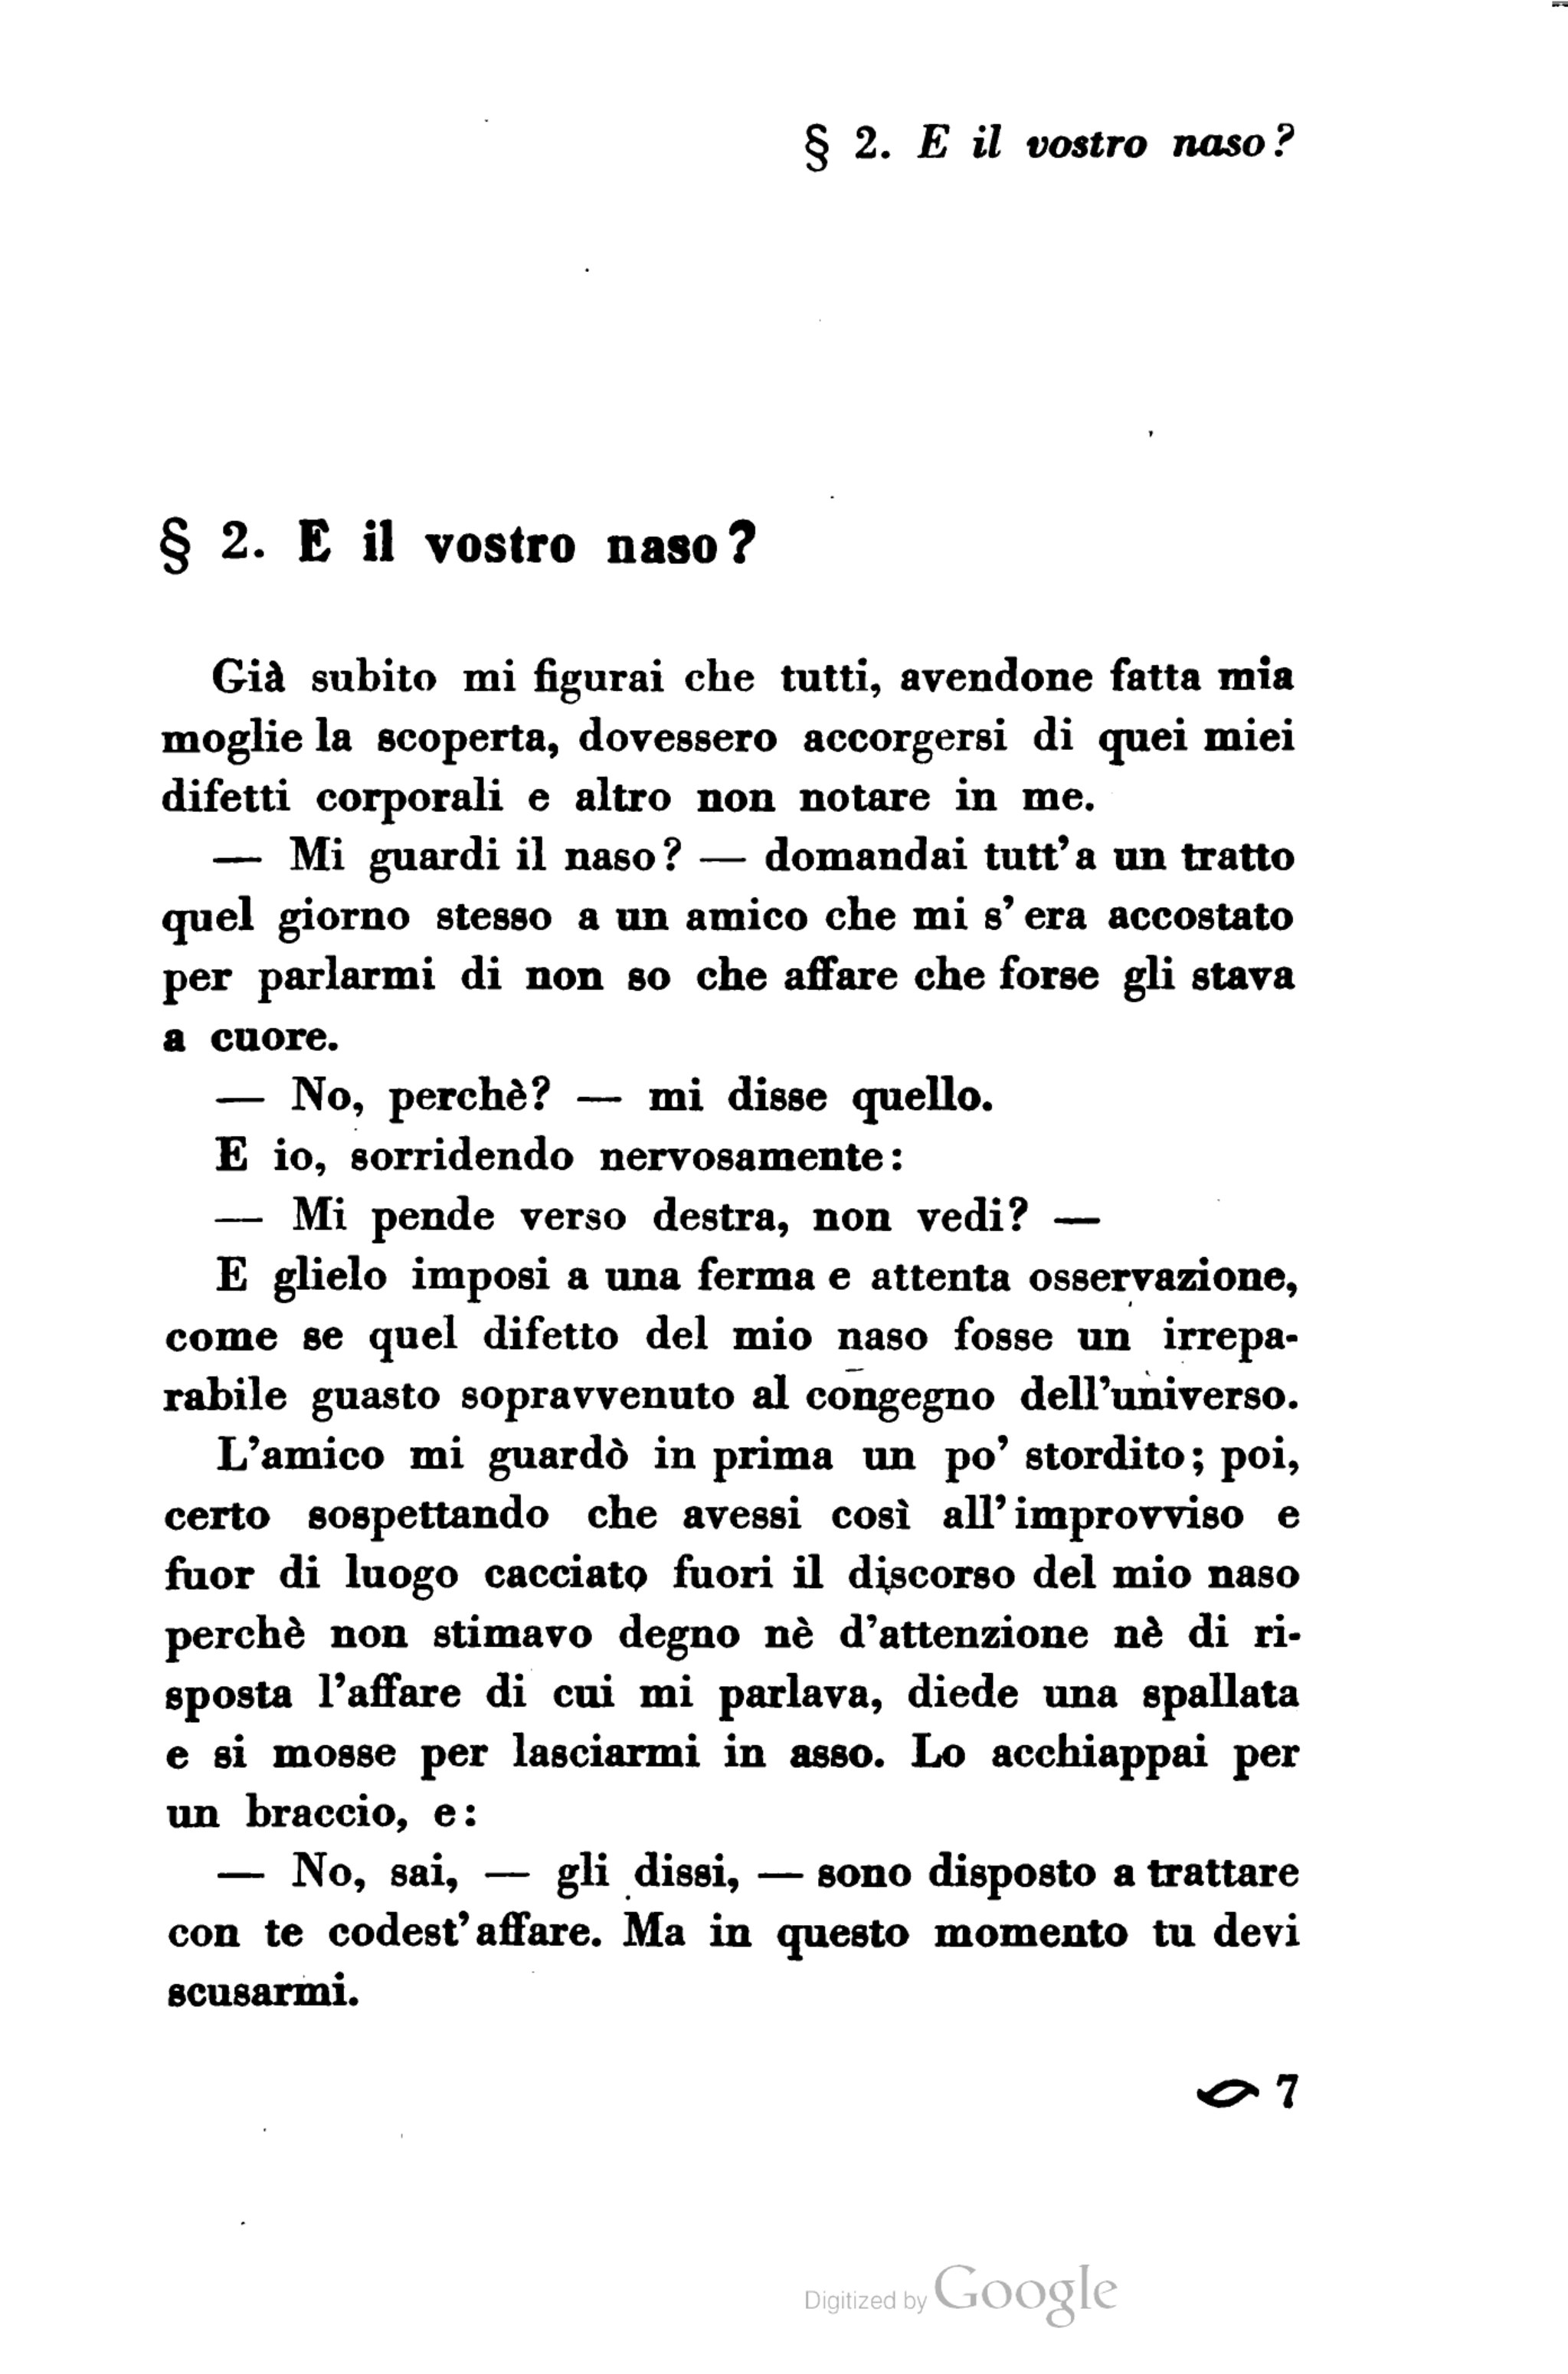 § 2. E il vostro naso?
§ 2. E il vostro naso?
Già subito mi figurai che tutti, avendone fatta mia
moglie la scoperta, dovessero accorgersi di quei miei
difetti corporali e altro non notare in me.
— Mi guardi il naso? — domandai tutt'a un tratto
quel giorno stesso a un amico che mi s'era accostato
per parlarmi di non so che affare che forse gli stava
a cuore.
— No, perchè? — mi disse quello.
E io, sorridendo nervosamente:
— Mi pende verso destra, non vedi? —
E glielo imposi a una ferma e attenta osservazione,
come se quel difetto del mio naso fosse un irrepa-
rabile guasto sopravvenuto al congegno dell'universo.
L'amico mi guardò in prima un po' stordito; poi,
certo sospettando che avessi così all'improvviso e
fuor di luogo cacciato fuori il discorso del mio naso
perchè non stimavo degno nè d'attenzione nè di ri-
sposta l'affare di cui mi parlava, diede una spallata
e si mosse per lasciarmi in asso. Lo acchiappai per
un braccio, e:
— No, sai, — gli dissi, — sono disposto a trattare
con te codest'affare. Ma in questo momento tu devi
scusarmi.
7
Digitized by Google